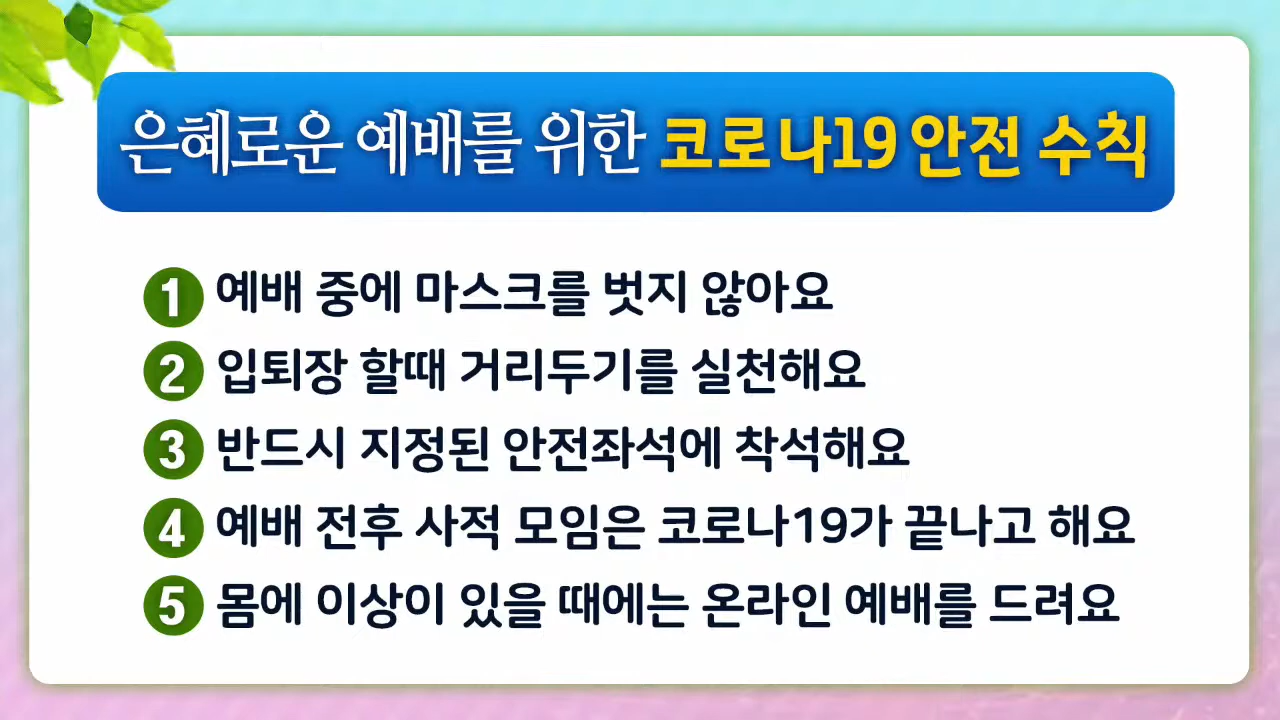 은혜로운 예배를 위한 코로나19 안전 수칙
1 예배 중에 마스크를 벗지 않아요
2 입퇴장 할때 거리두기를 실천해요
3 반드시 지정된 안전좌석에 착석해요
4 예배 전후 사적 모임은 코로나19가 끝나고 해요
5 몸에 이상이 있을 때에는 온라인 예배를 드려요